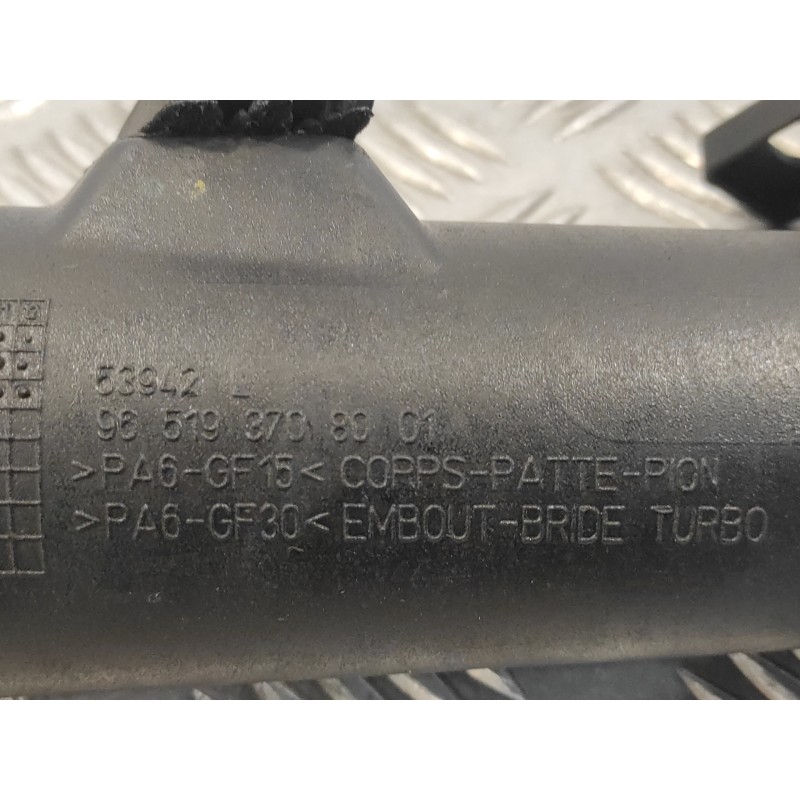 53942
96 519 370 80 01
>PA6-GF15< CORPS-PATTE-PION
>PA6-GF30< EMBOUT-BRIDE TURBO